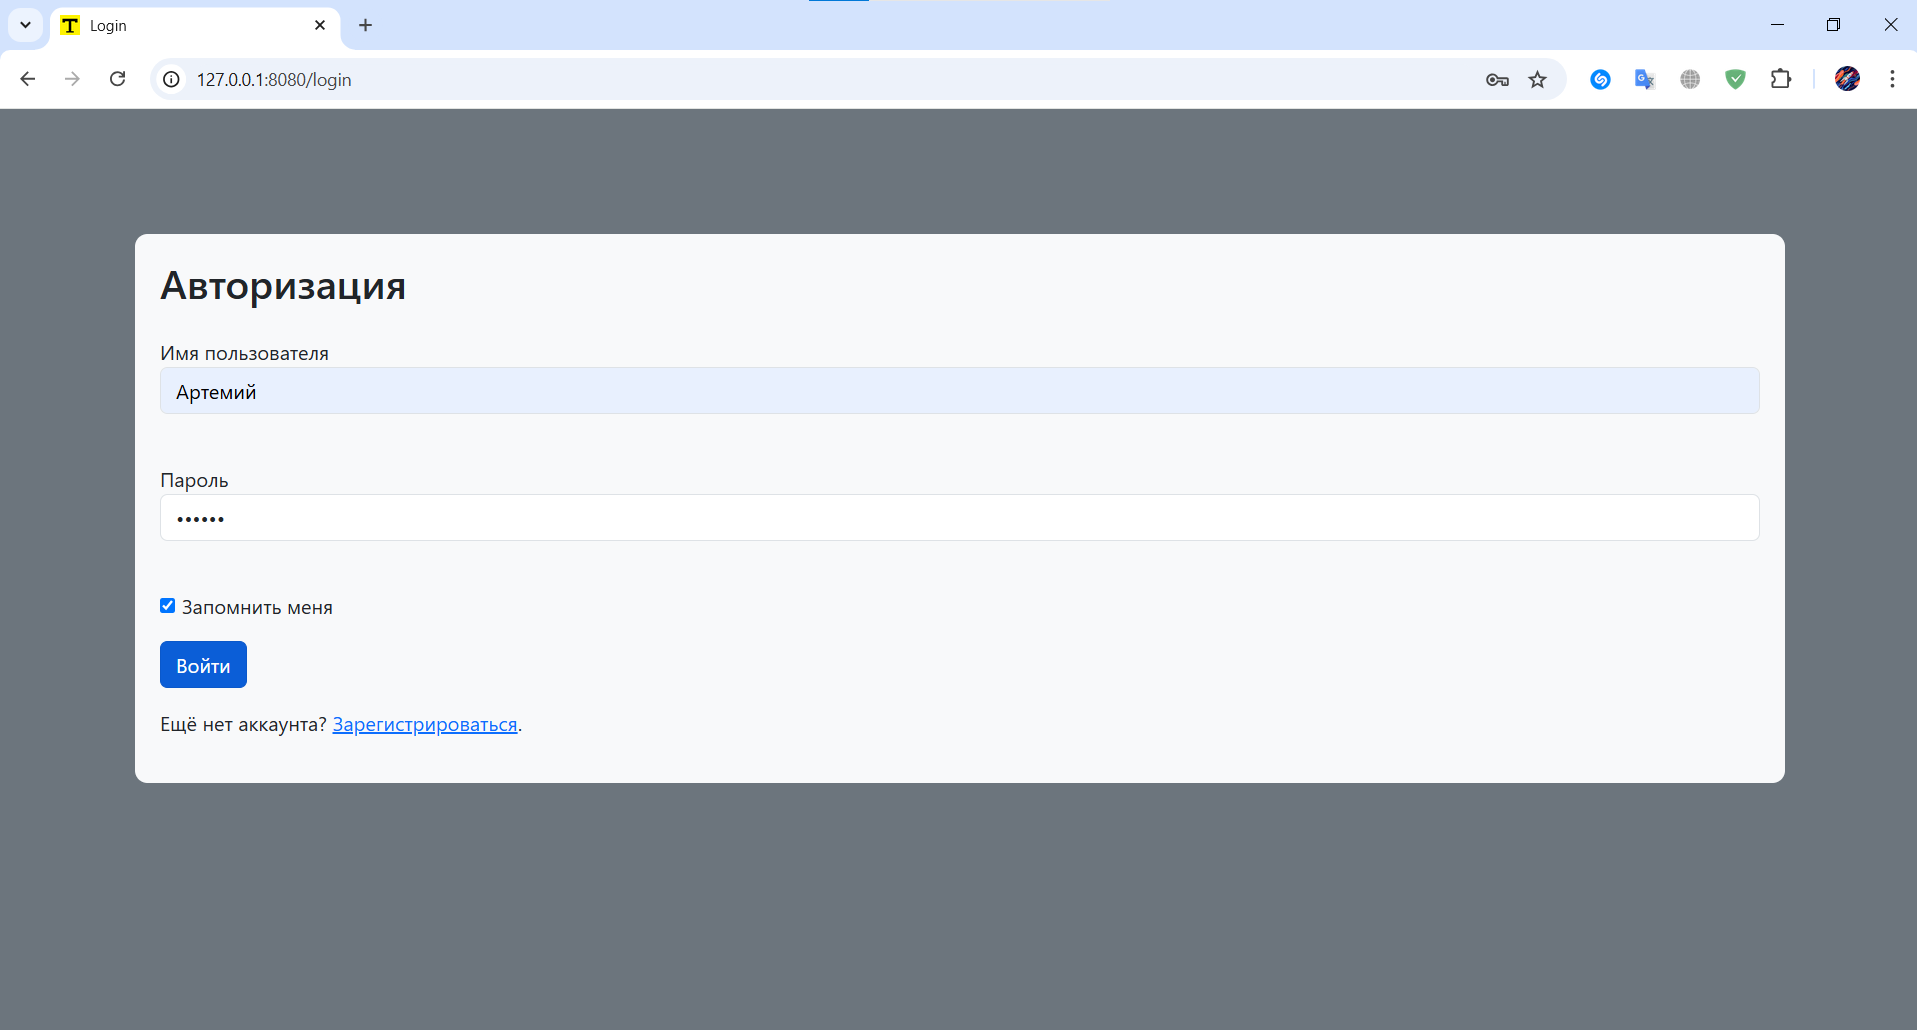 Login
127.0.0.1:8080/login
Авторизация
Имя пользователя
Артемий
Пароль
••••••
Запомнить меня
Войти
Ещё нет аккаунта? Зарегистрироваться.